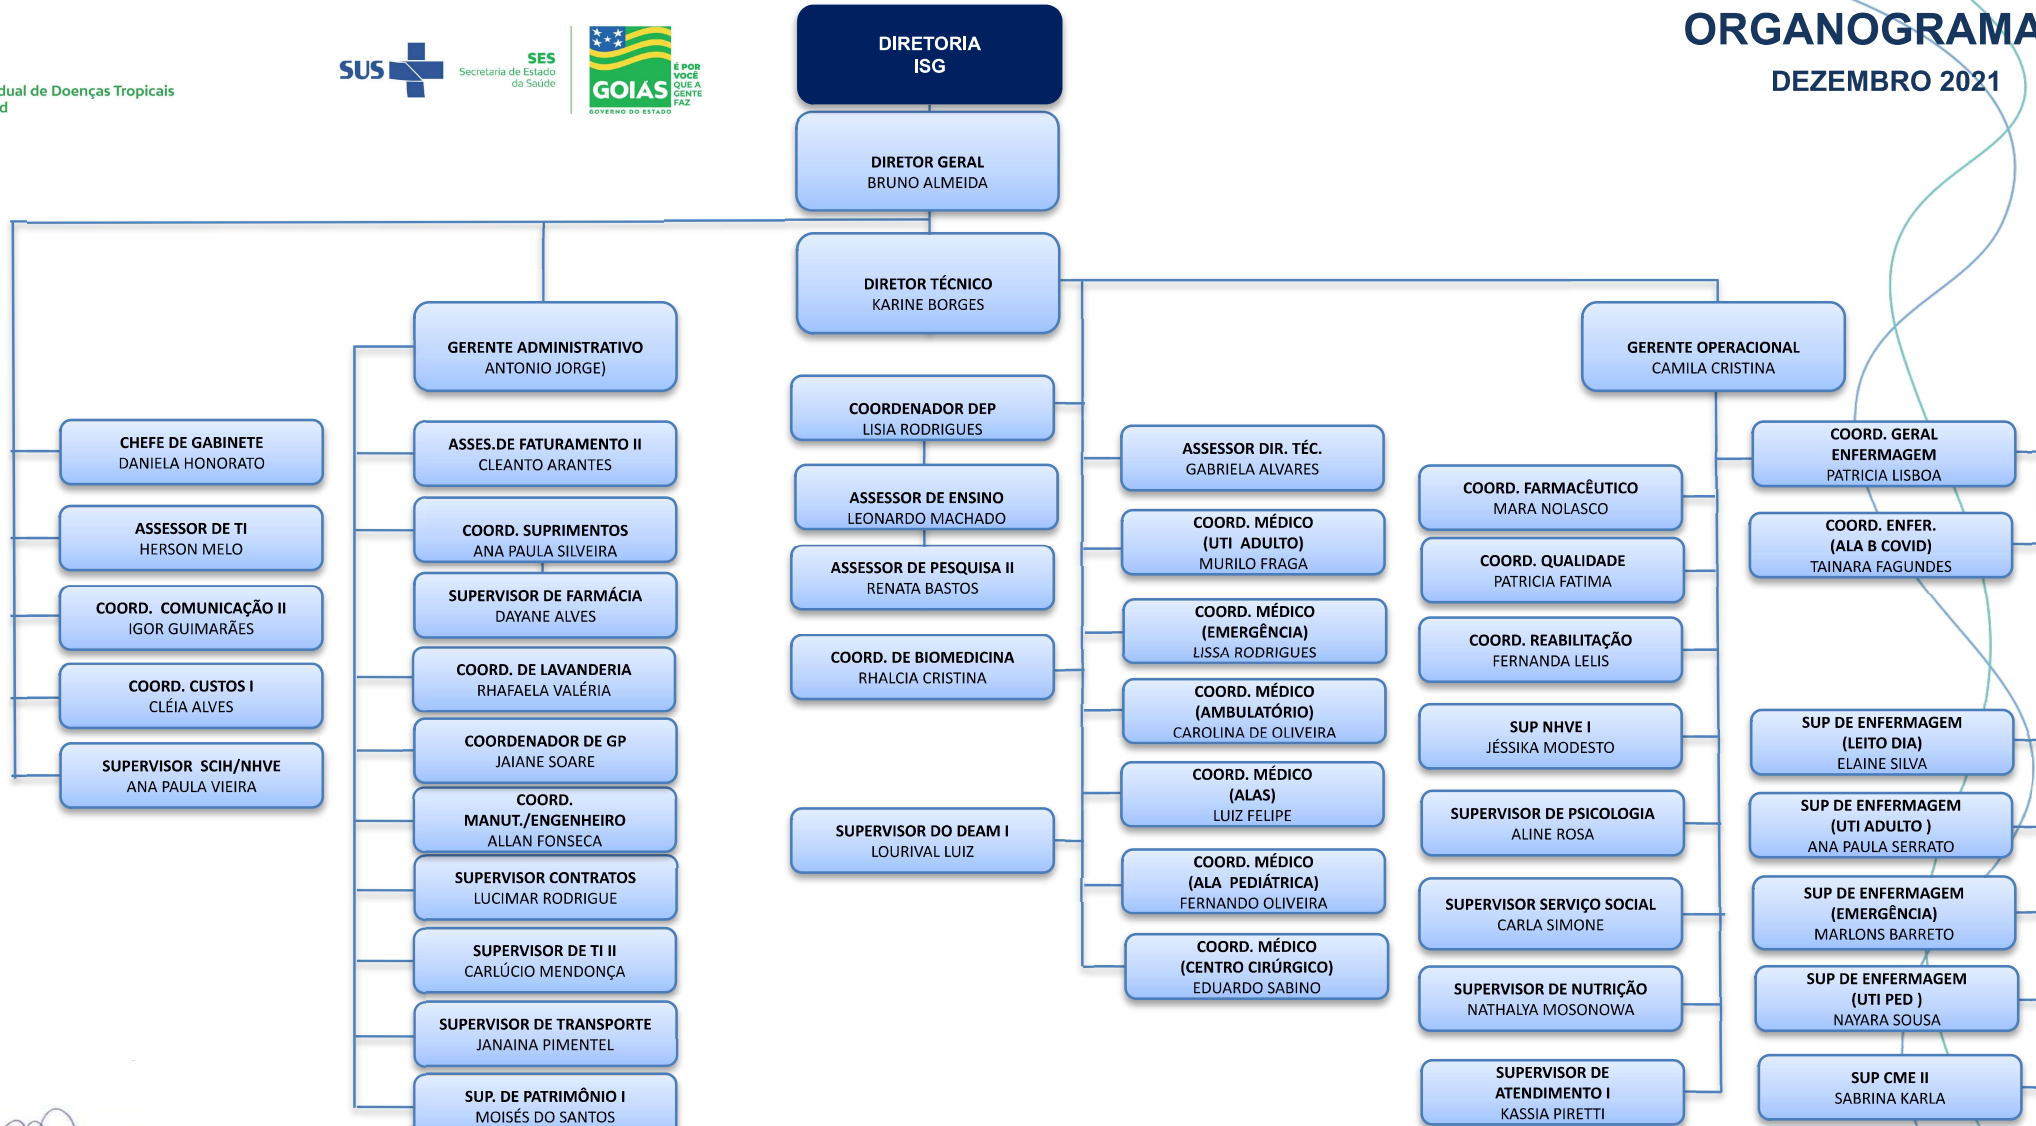 ORGANOGRAMA
DEZEMBRO 2021
dual de Doenças Tropicais
d
SUS
SES
Secretaria de Estado
da Saúde
GOIÁS
GOVERNO DO ESTADO
É POR
VOCÊ
QUE A
GENTE
FAZ
DIRETORIA
ISG
DIRETOR GERAL
BRUNO ALMEIDA
DIRETOR TÉCNICO
KARINE BORGES
CHEFE DE GABINETE
DANIELA HONORATO
ASSESSOR DE TI
HERSON MELO
COORD. COMUNICAÇÃO II
IGOR GUIMARÃES
COORD. CUSTOS I
CLÉIA ALVES
SUPERVISOR SCIH/NHVE
ANA PAULA VIEIRA
GERENTE ADMINISTRATIVO
ANTONIO JORGE)
ASSES.DE FATURAMENTO II
CLEANTO ARANTES
COORD. SUPRIMENTOS
ANA PAULA SILVEIRA
SUPERVISOR DE FARMÁCIA
DAYANE ALVES
COORD. DE LAVANDERIA
RHAFAELA VALÉRIA
COORDENADOR DE GP
JAIANE SOARE
COORD.
MANUT./ENGENHEIRO
ALLAN FONSECA
SUPERVISOR CONTRATOS
LUCIMAR RODRIGUE
SUPERVISOR DE TI II
CARLÚCIO MENDONÇA
SUPERVISOR DE TRANSPORTE
JANAINA PIMENTEL
SUP. DE PATRIMÔNIO I
MOISÉS DO SANTOS
COORDENADOR DEP
LISIA RODRIGUES
ASSESSOR DE ENSINO
LEONARDO MACHADO
ASSESSOR DE PESQUISA II
RENATA BASTOS
COORD. DE BIOMEDICINA
RHALCIA CRISTINA
SUPERVISOR DO DEAM I
LOURIVAL LUIZ
ASSESSOR DIR. TÉC.
GABRIELA ALVARES
COORD. MÉDICO
(UTI ADULTO)
MURILO FRAGA
COORD. MÉDICO
(EMERGÊNCIA)
LISSA RODRIGUES
COORD. MÉDICO
(AMBULATÓRIO)
CAROLINA DE OLIVEIRA
COORD. MÉDICO
(ALAS)
LUIZ FELIPE
COORD. MÉDICO
(ALA PEDIÁTRICA)
FERNANDO OLIVEIRA
COORD. MÉDICO
(CENTRO CIRÚRGICO)
EDUARDO SABINO
GERENTE OPERACIONAL
CAMILA CRISTINA
COORD. FARMACÊUTICO
MARA NOLASCO
COORD. QUALIDADE
PATRICIA FATIMA
COORD. REABILITAÇÃO
FERNANDA LELIS
SUP NHVE I
JÉSSIKA MODESTO
SUPERVISOR DE PSICOLOGIA
ALINE ROSA
SUPERVISOR SERVIÇO SOCIAL
CARLA SIMONE
SUPERVISOR DE NUTRIÇÃO
NATHALYA MOSONOWA
SUPERVISOR DE
ATENDIMENTO I
KASSIA PIRETTI
COORD. GERAL
ENFERMAGEM
PATRICIA LISBOA
COORD. ENFER.
(ALA B COVID)
TAINARA FAGUNDES
SUP DE ENFERMAGEM
(LEITO DIA)
ELAINE SILVA
SUP DE ENFERMAGEM
(UTI ADULTO )
ANA PAULA SERRATO
SUP DE ENFERMAGEM
(EMERGÊNCIA)
MARLONS BARRETO
SUP DE ENFERMAGEM
(UTI PED )
NAYARA SOUSA
SUP CME II
SABRINA KARLA